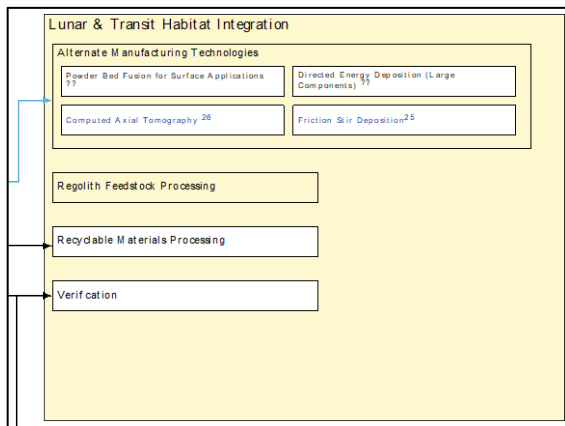 Lunar & Transit Habitat Integration
Alternate Manufacturing Technologies
Powder Bed Fusion for Surface Applications
??
Directed Energy Deposition (Large
Components) ??
Computed Axial Tomography 26
Friction Stir Deposition25
Regolith Feedstock Processing
Recyclable Materials Processing
Verification